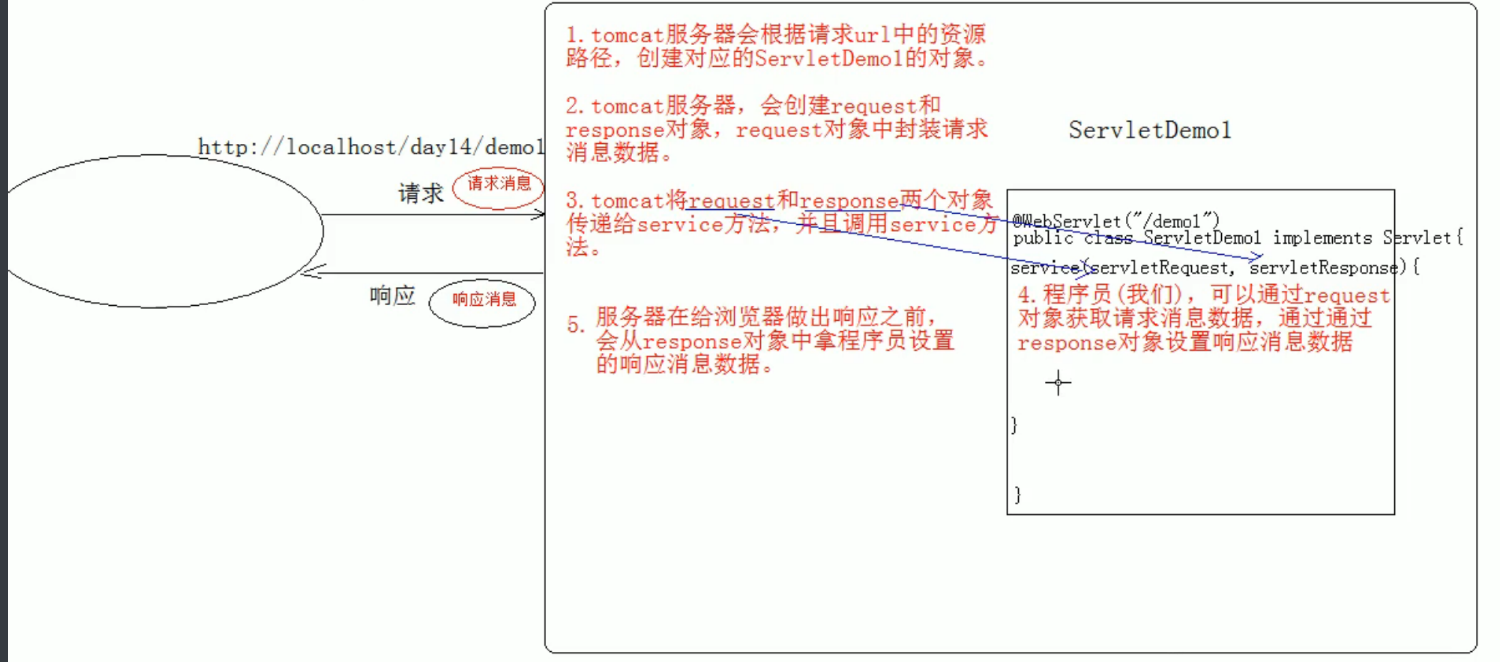 http://localhost/day14/demo1
请求
请求消息
响应
响应消息
1.tomcat服务器会根据请求url中的资源
路径，创建对应的ServletDemo1的对象。
2.tomcat服务器，会创建request和
response对象，request对象中封装请求
消息数据。
3.tomcat将request和response两个对象
传递给service方法，并且调用service方
法。
5. 服务器在给浏览器做出响应之前，
会从response对象中拿程序员设置
的响应消息数据。
ServletDemo1
@WebServlet("/demo1")
public class ServletDemo1 implements Servlet{
service(servletRequest, servletResponse){
4.程序员(我们)，可以通过request
对象获取请求消息数据，通过通过
response对象设置响应消息数据
}
}